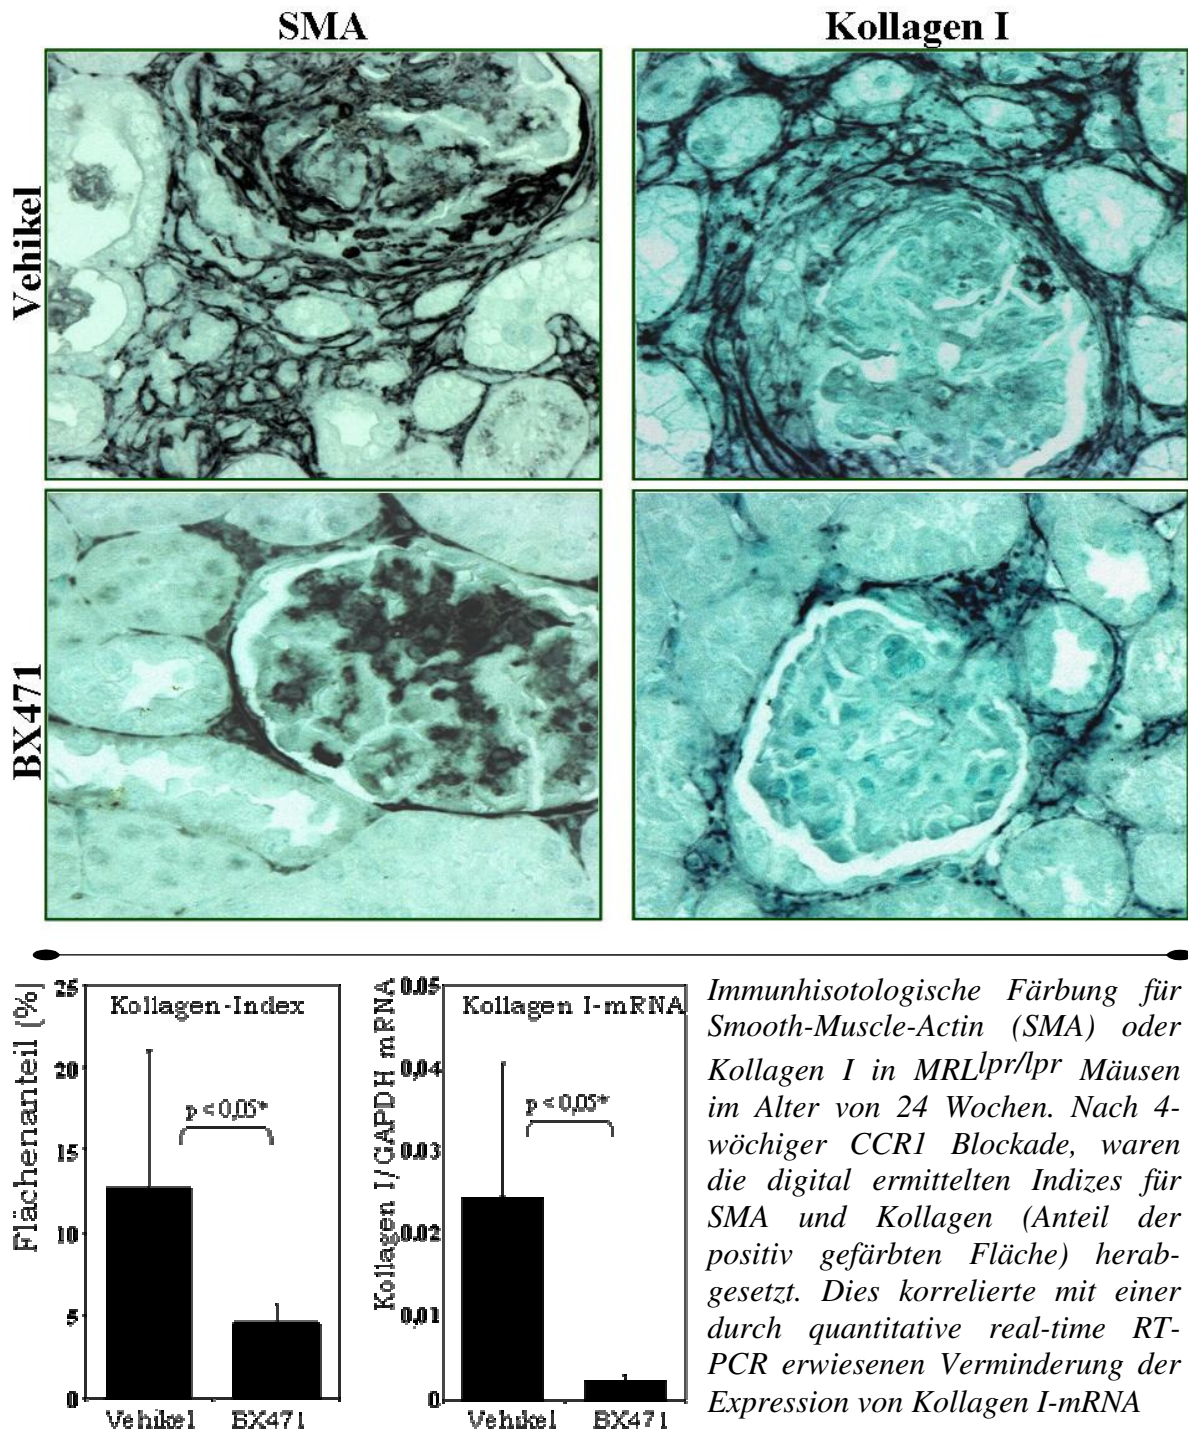 SMA
Kollagen I
Vehikel
BX471
Kollagen-Index
Flächenanteil (%)
25
20
15
10
5
0
p < 0,05*
Vehikel
BX471
Kollagen I-mRNA
Kollagen I/GAPDH mRNA
0,05
0,04
0,03
0,02
0,01
0
p < 0,05*
Vehikel
BX471
Immunhisotologische Färbung für
Smooth-Muscle-Actin (SMA) oder
Kollagen I in MRLlpr/lpr Mäusen
im Alter von 24 Wochen. Nach 4-
wöchiger CCR1 Blockade, waren
die digital ermittelten Indizes für
SMA und Kollagen (Anteil der
positiv gefärbten Fläche) herab-
gesetzt. Dies korrelierte mit einer
durch quantitative real-time RT-
PCR erwiesenen Verminderung der
Expression von Kollagen I-mRNA